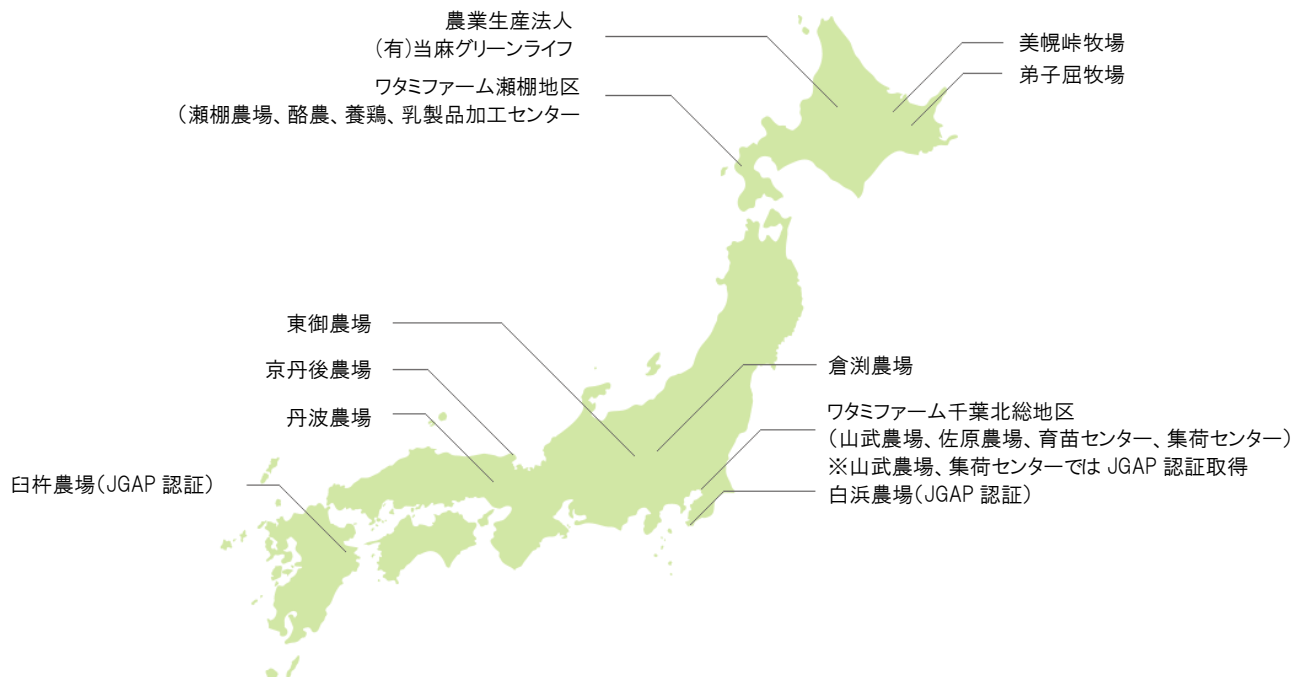 農業生産法人
(有)当麻グリーンライフ
ワタミファーム瀬棚地区
(瀬棚農場、酪農、養鶏、乳製品加工センター
美幌峠牧場
弟子屈牧場
東御農場
京丹後農場
丹波農場
臼杵農場(JGAP 認証)
倉渕農場
ワタミファーム千葉北総地区
(山武農場、佐原農場、育苗センター、集荷センター)
※山武農場、集荷センターでは JGAP 認証取得
白浜農場(JGAP 認証)